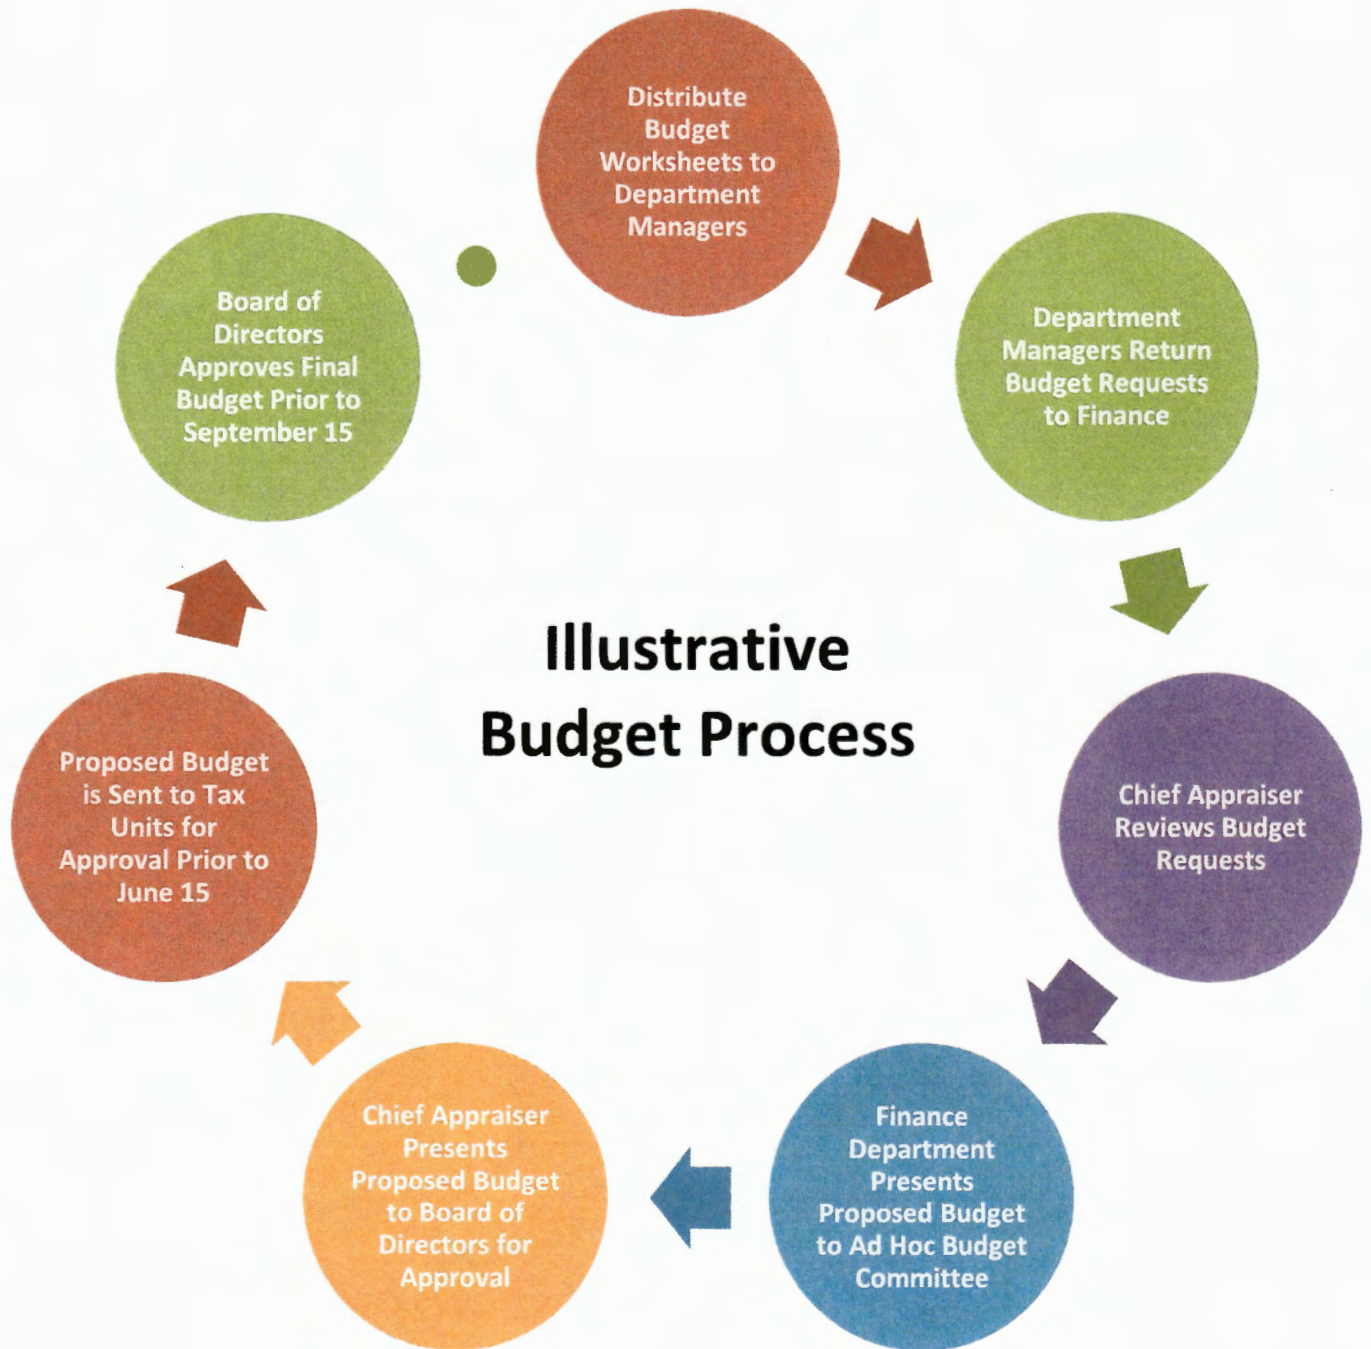 Distribute
Budget
Worksheets to
Department
Managers
Department
Managers Return
Budget Requests
to Finance
Chief Appraiser
Reviews Budget
Requests
Finance
Department
Presents
Proposed Budget
to Ad Hoc Budget
Committee
Chief Appraiser
Presents
Proposed Budget
to Board of
Directors for
Approval
Proposed Budget
is Sent to Tax
Units for
Approval Prior to
June 15
Board of
Directors
Approves Final
Budget Prior to
September 15
Illustrative
Budget Process